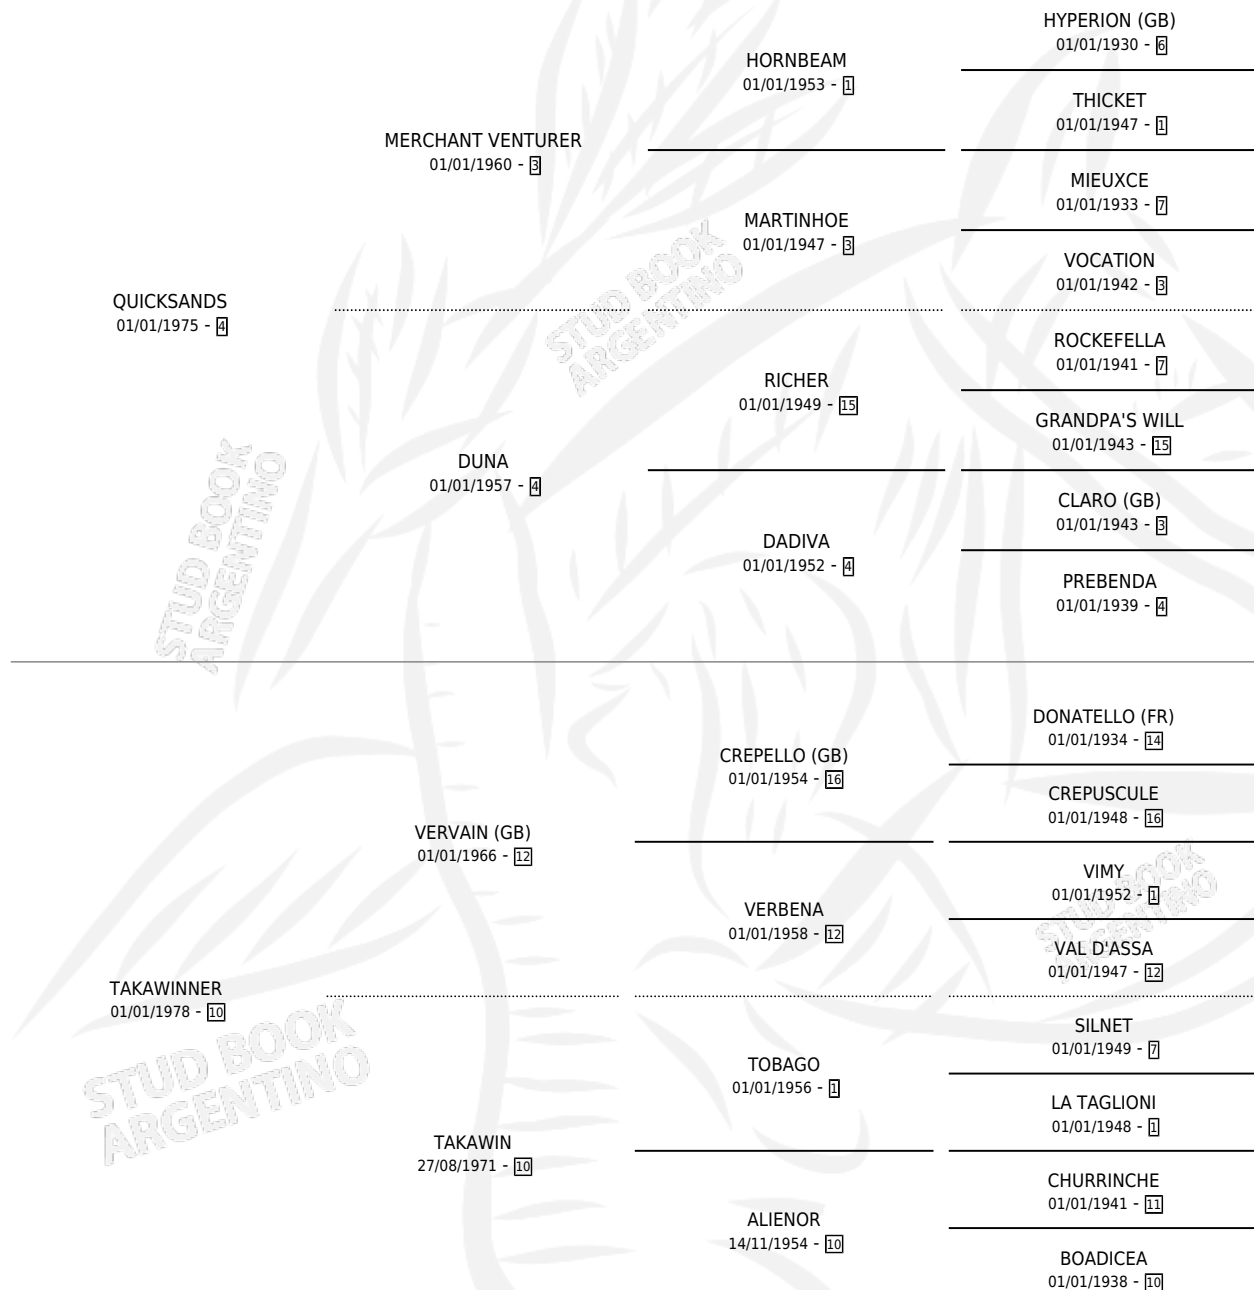 HYPERION (GB)
01/01/1930 - 6
HORNBEAM
01/01/1953 - 1
THICKET
01/01/1947 - 1
MERCHANT VENTURER
01/01/1960 - 3
MIEUXCE
01/01/1933 - 7
MARTINHOE
01/01/1947 - 3
VOCATION
01/01/1942 - 3
QUICKSANDS
01/01/1975 - 4
ROCKEFELLA
01/01/1941 - 7
RICHER
01/01/1949 - 15
GRANDPA'S WILL
01/01/1943 - 15
DUNA
01/01/1957 - 4
CLARO (GB)
01/01/1943 - 3
DADIVA
01/01/1952 - 4
PREBENDA
01/01/1939 - 4
DONATELLO (FR)
01/01/1934 - 14
CREPELLO (GB)
01/01/1954 - 16
CREPUSCULE
01/01/1948 - 16
VERVAIN (GB)
01/01/1966 - 12
VIMY
01/01/1952 - 1
VERBENA
01/01/1958 - 12
VAL D'ASSA
01/01/1947 - 12
TAKAWINNER
01/01/1978 - 10
SILNET
01/01/1949 - 7
TOBAGO
01/01/1956 - 1
LA TAGLIONI
01/01/1948 - 1
TAKAWIN
27/08/1971 - 10
CHURRINCHE
01/01/1941 - 11
ALIENOR
14/11/1954 - 10
BOADICEA
01/01/1938 - 10
STUD BOOK
ARGENTINO
STUD BOOK
ARGENTINO
STUD BOOK
ARGENTINO
STUD BOOK
ARGENTINO